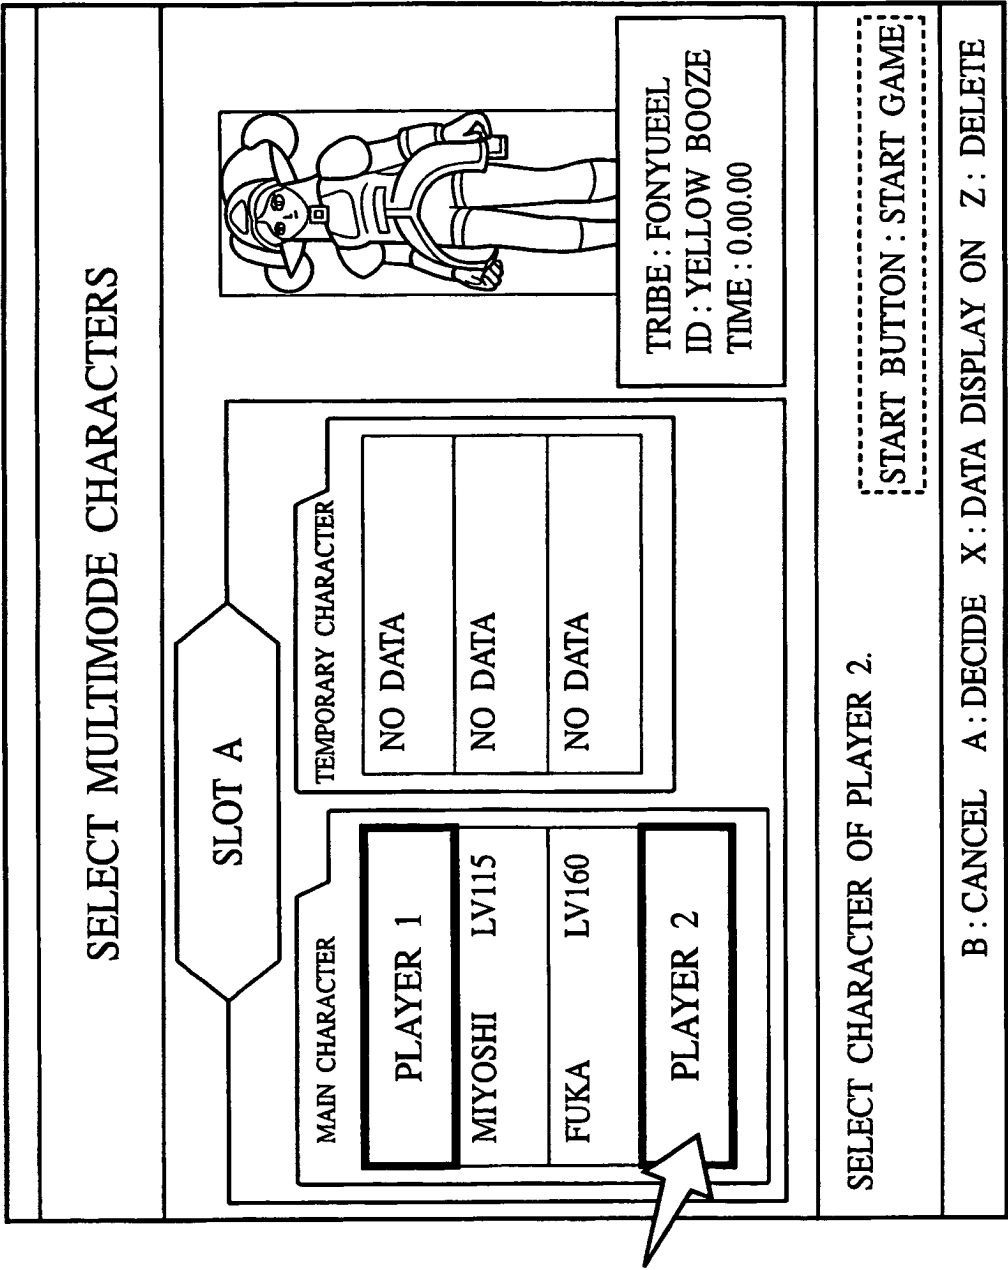 SELECT MULTIMODE CHARACTERS
SLOT A
MAIN CHARACTER
PLAYER 1
MIYOSHI LV115
FUKA LV160
PLAYER 2
TEMPORARY CHARACTER
NO DATA
NO DATA
NO DATA
TRIBE : FONYUEEL
ID : YELLOW BOOZE
TIME : 0.00.00
SELECT CHARACTER OF PLAYER 2.
START BUTTON : START GAME
B : CANCEL A : DECIDE X : DATA DISPLAY ON Z : DELETE